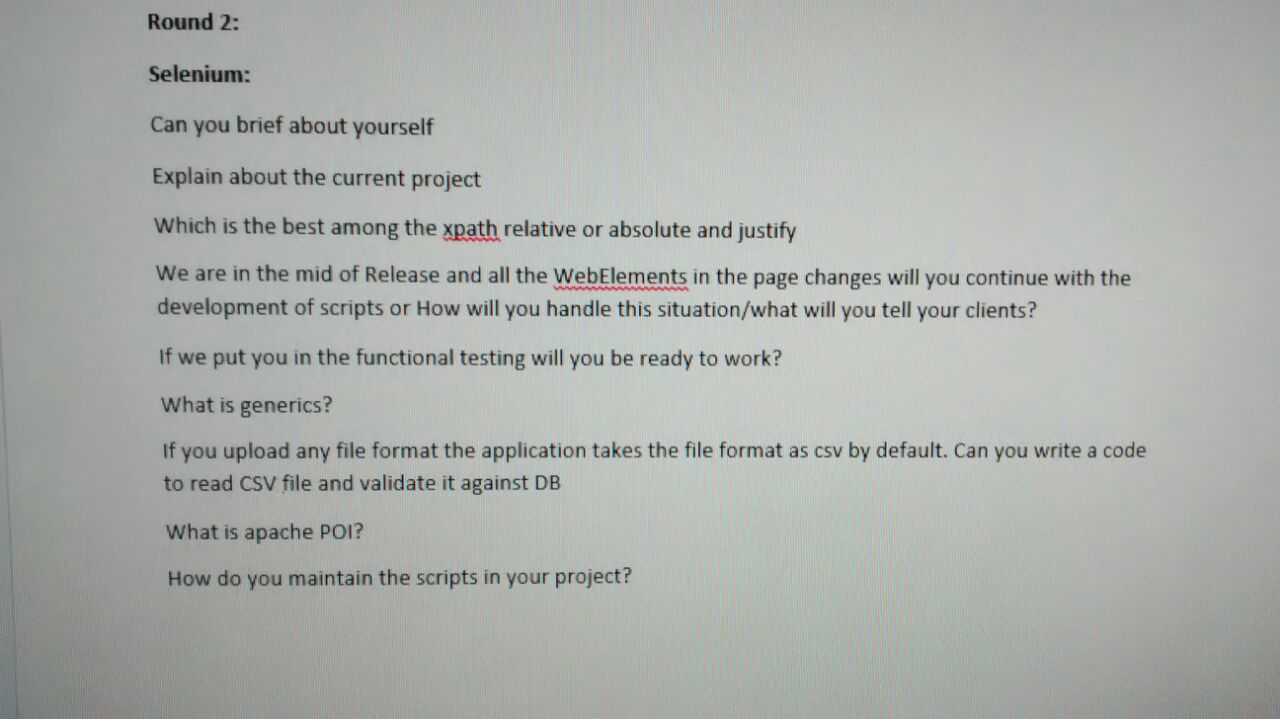 Round 2:
Selenium:
Can you brief about yourself
Explain about the current project
Which is the best among the xpath relative or absolute and justify
We are in the mid of Release and all the WebElements in the page changes will you continue with the
development of scripts or How will you handle this situation/what will you tell your clients?
If we put you in the functional testing will you be ready to work?
What is generics?
If you upload any file format the application takes the file format as csv by default. Can you write a code
to read CSV file and validate it against DB
What is apache POI?
How do you maintain the scripts in your project?